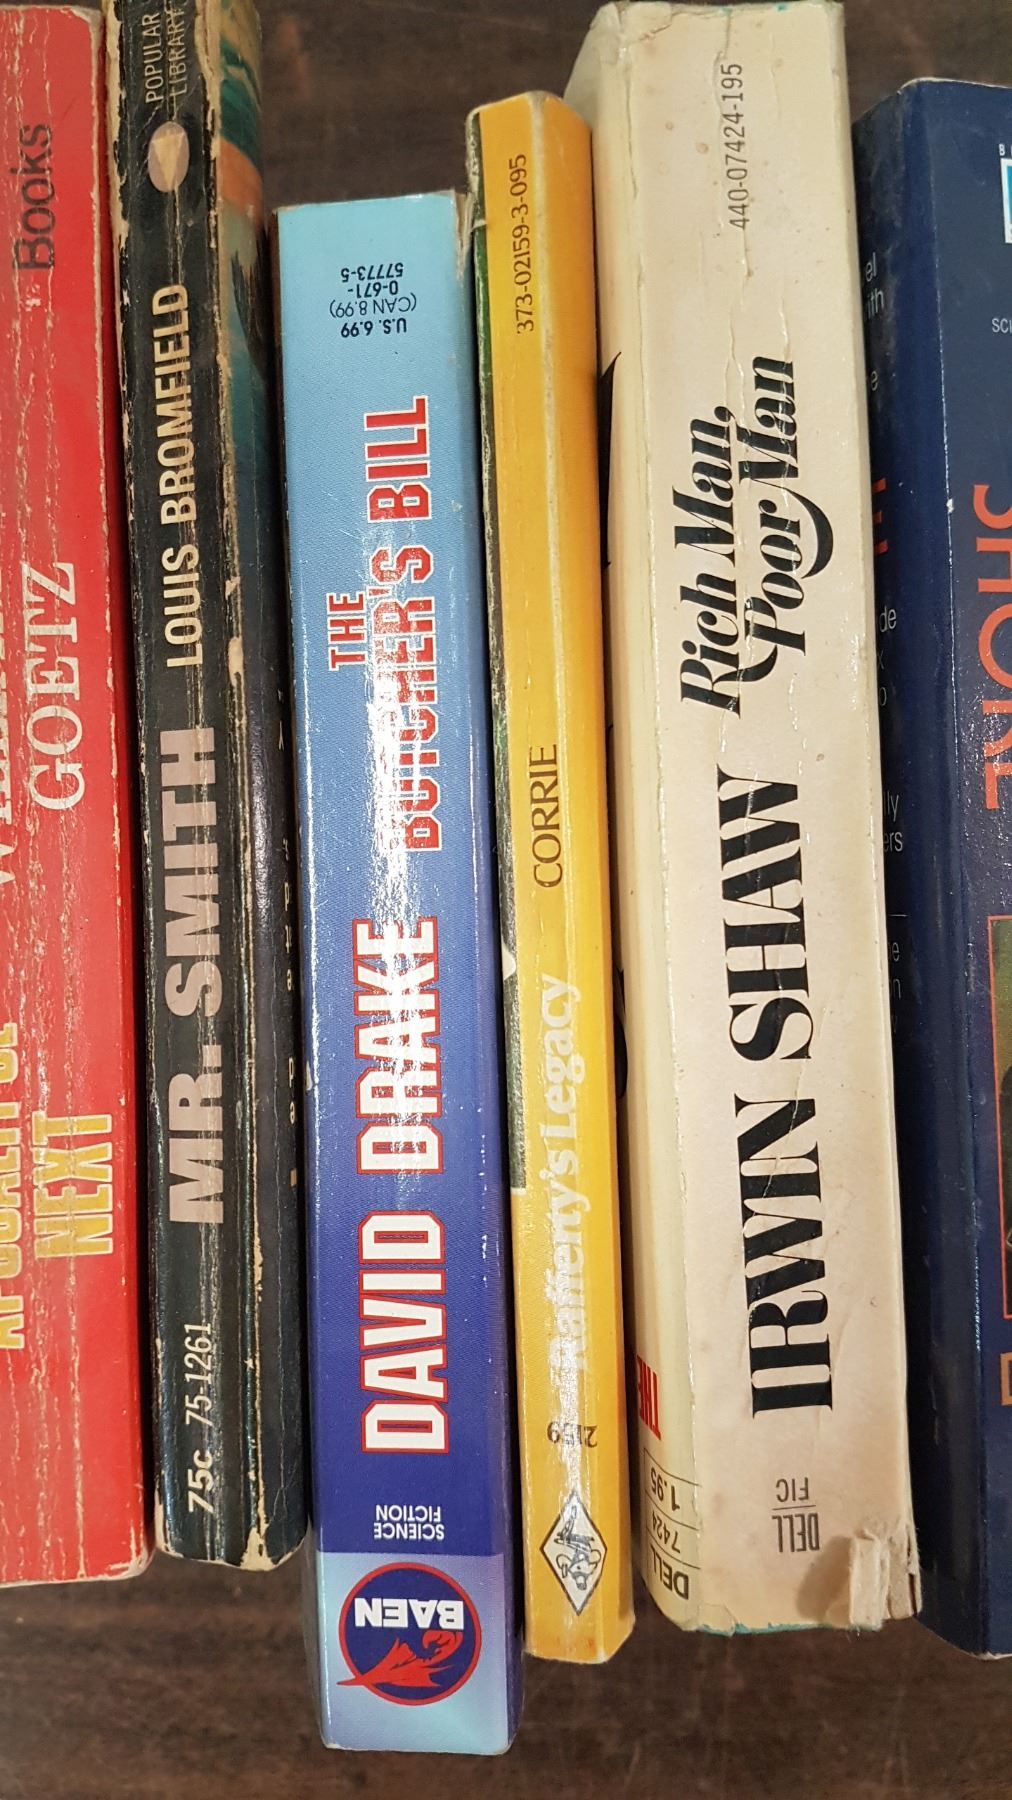 Books
GOETZ
NEXT
POPULAR
LIBRARY
LOUIS BROMFIELD
MR. SMITH
75c 75-1261
U.S. 6.99
(CAN 8.99)
0-671-
57773-5
THE
BUTCHER'S BILL
DAVID DRAKE
SCIENCE
FICTION
BAEN
373-02159-3-095
CORRIE
Rafferty's Legacy
2159
440-07424-195
Rich Man,
Poor Man
IRWIN SHAW
DELL
FIC
THE
DELL 7424 1.95